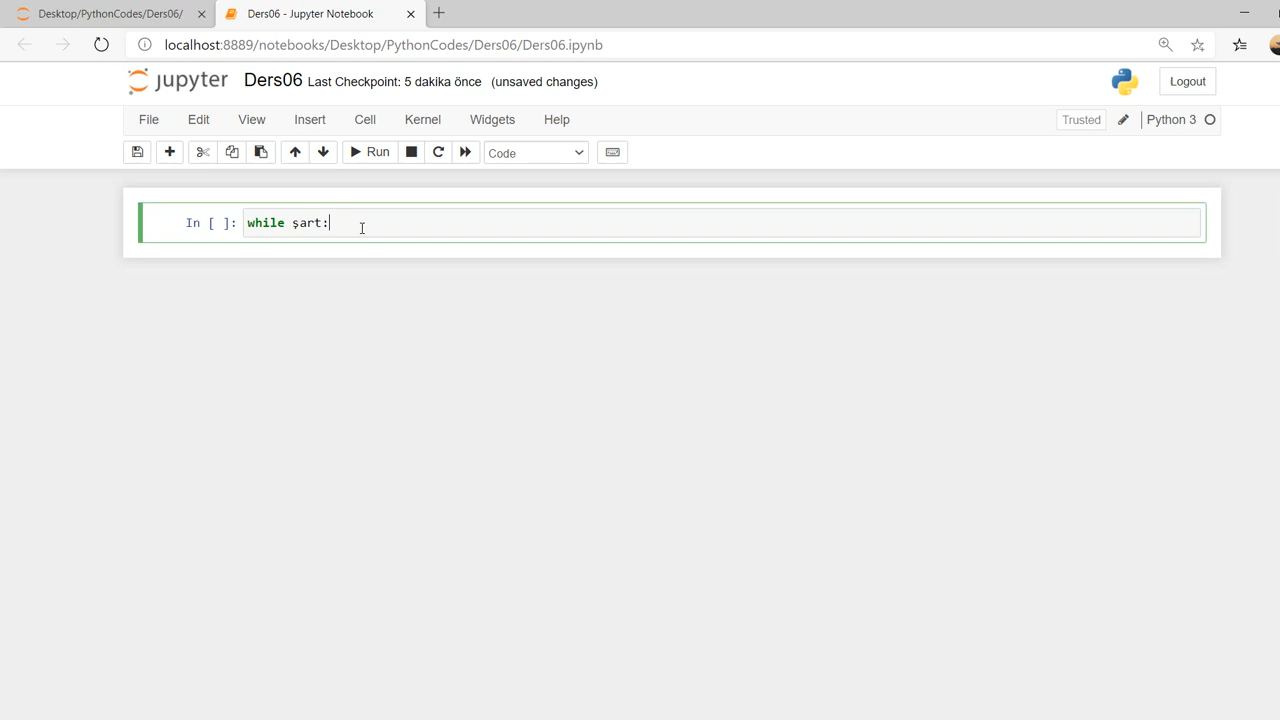 Desktop/PythonCodes/Ders06/
Ders06 - Jupyter Notebook
localhost:8889/notebooks/Desktop/PythonCodes/Ders06/Ders06.ipynb
jupyter Ders06 Last Checkpoint: 5 dakika önce (unsaved changes)
Logout
File Edit View Insert Cell Kernel Widgets Help
Trusted
Python 3
Run
Code
In [ ]: while şart: